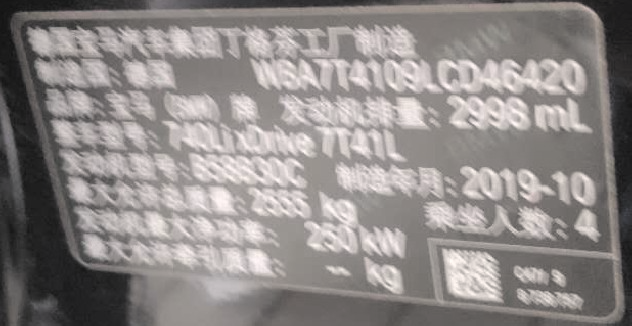 德国宝马汽车集团丁格芬工厂制造
制造国:德国 WBA7T4109LCD46420
品牌:宝马(BMW)牌 发动机排量:2998 mL
整车型号:740LixDrive 7T41L
发动机型号:B58B30C 制造年月:2019-10
最大允许总质量:2555 kg 乘坐人数:4
发动机最大净功率: 250 kW
最大允许牵引质量: -- kg